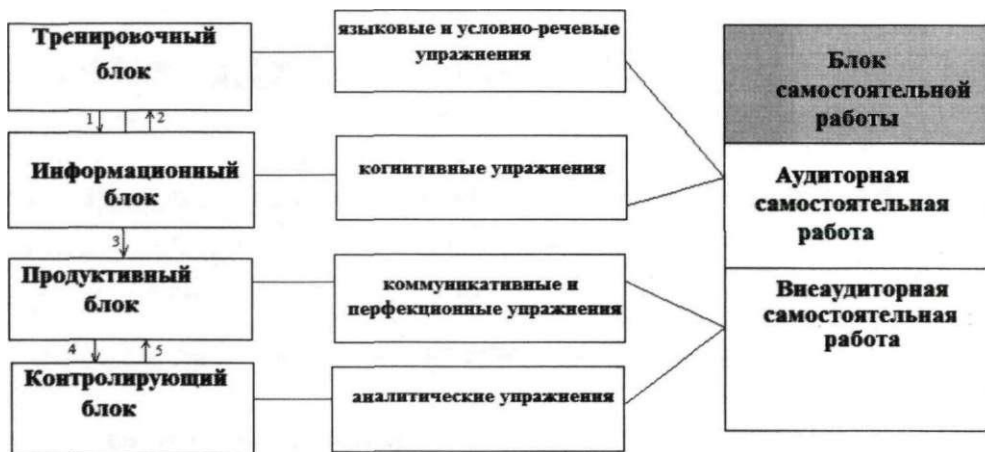 Тренировочный
блок
языковые и условно-речевые
упражнения
Блок
самостоятельной
работы
1
2
Информационный
блок
когнитивные упражнения
Аудиторная
самостоятельная
работа
3
Продуктивный
блок
коммуникативные и
перфекционные упражнения
Внеаудиторная
самостоятельная
работа
4
5
Контролирующий
блок
аналитические упражнения